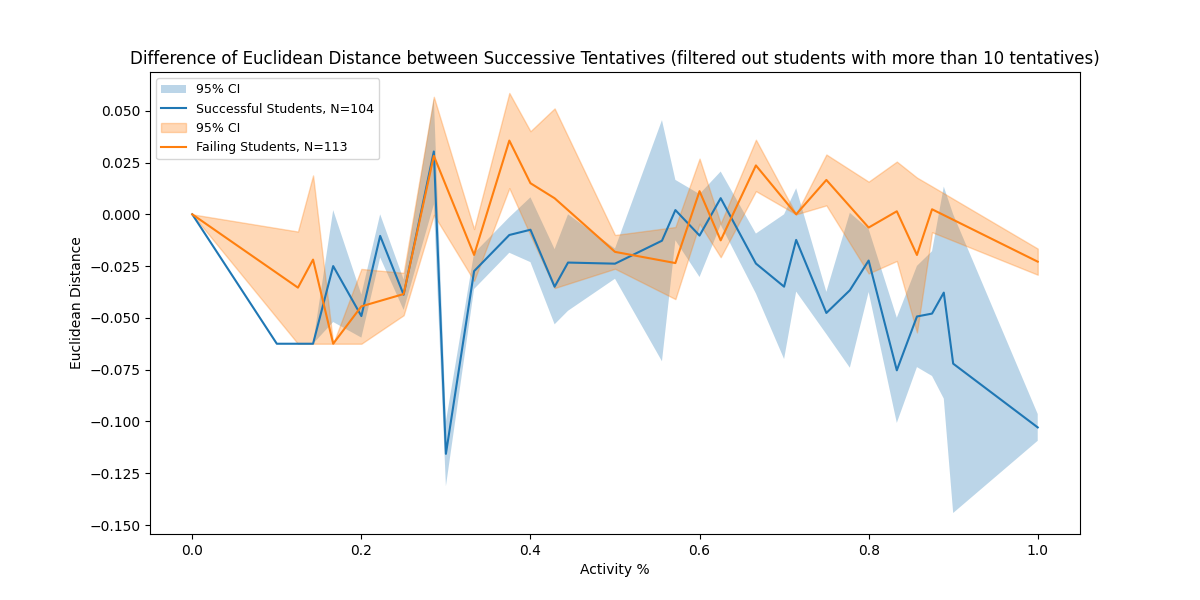 Difference of Euclidean Distance between Successive Tentatives (filtered out students with more than 10 tentatives)
95% CI
Successful Students, N=104
95% CI
Failing Students, N=113
0.050
0.025
0.000
−0.025
−0.050
−0.075
−0.100
−0.125
−0.150
Euclidean Distance
0.0 0.2 0.4 0.6 0.8 1.0
Activity %